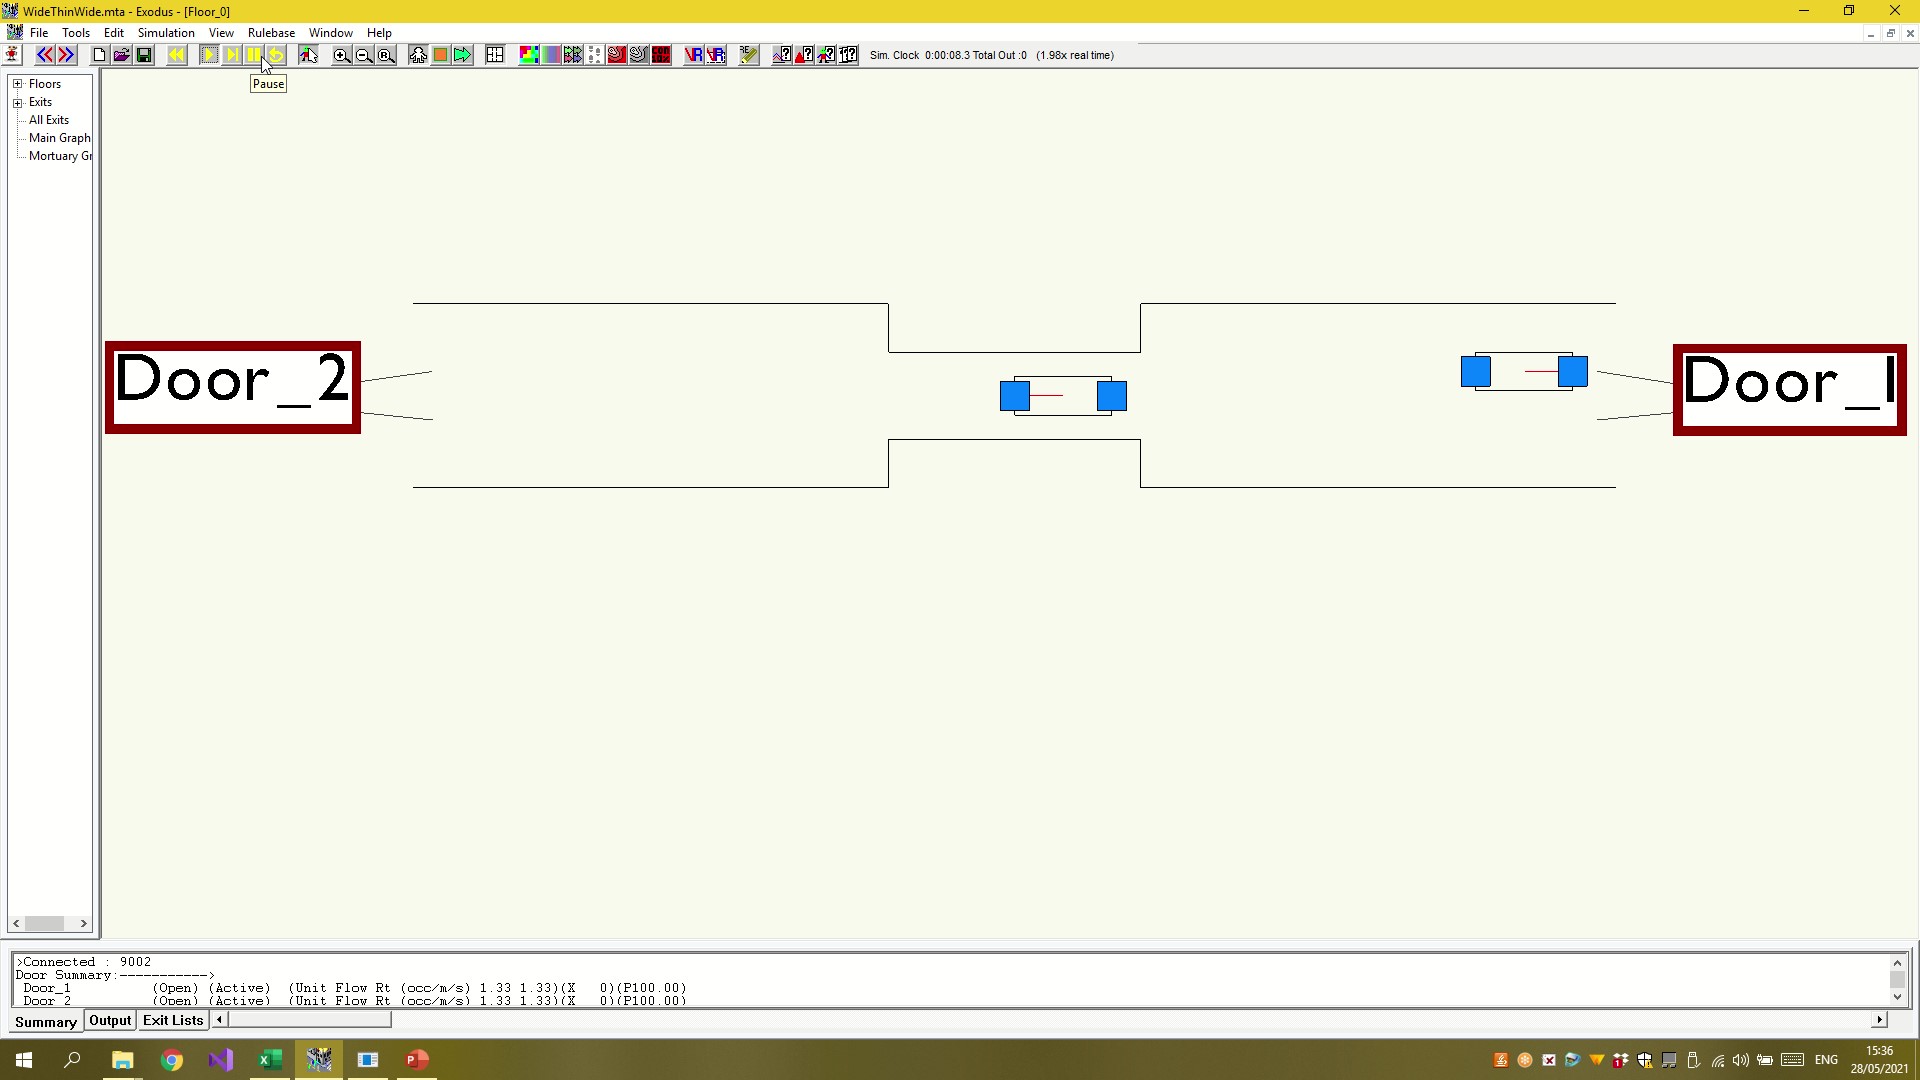 WideThinWide.mta - Exodus - [Floor_0]
File Tools Edit Simulation View Rulebase Window Help
Sim. Clock 0:00:08.3 Total Out :0 (1.98x real time)
Pause
Floors
Exits
All Exits
Main Graph
Mortuary Gr
Door_2
Door_1
>Connected : 9002
Door Summary:----------->
Door_1 (Open) (Active) (Unit Flow Rt (occ/m/s) 1.33 1.33)(X 0)(P100.00)
Door_2 (Open) (Active) (Unit Flow Rt (occ/m/s) 1.33 1.33)(X 0)(P100.00)
Summary Output Exit Lists
ENG
15:36
28/05/2021